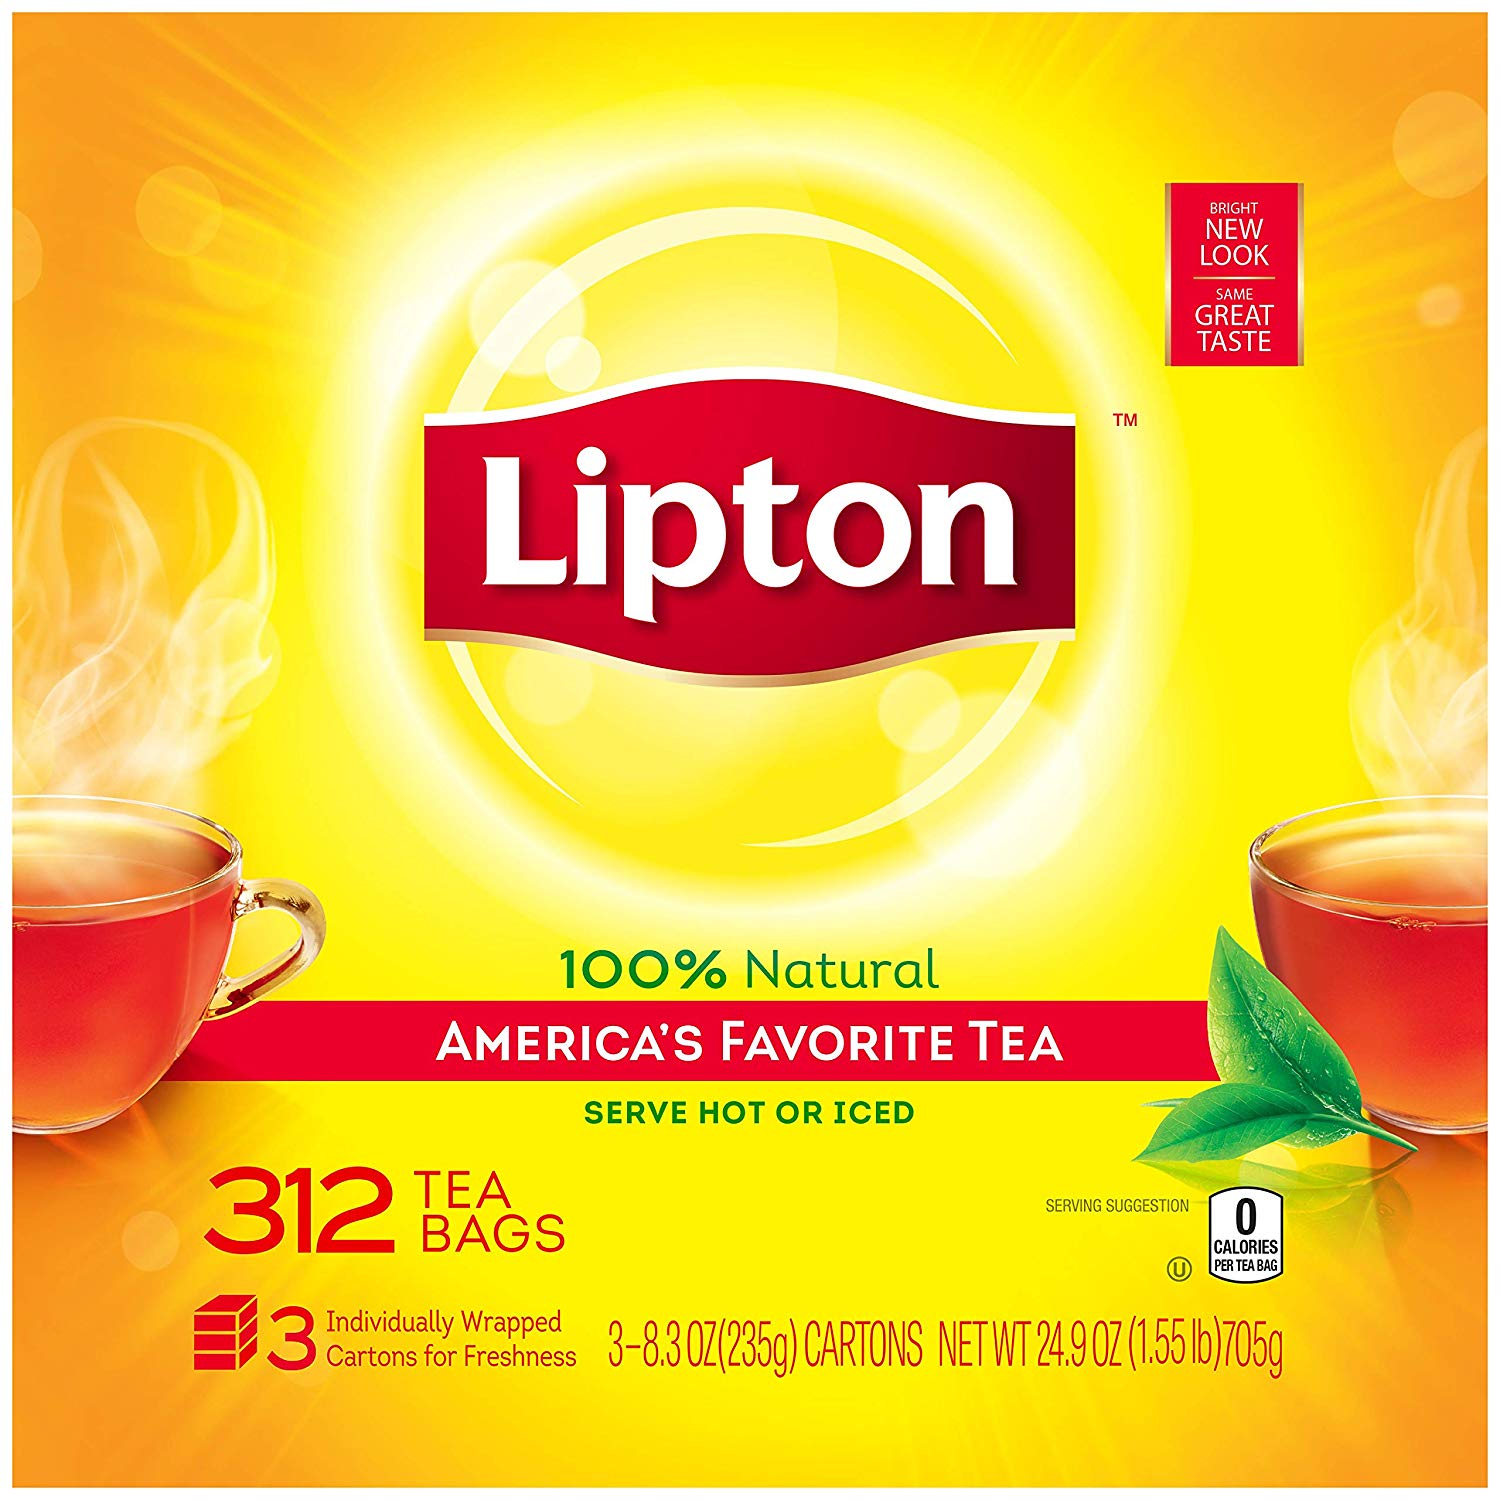 BRIGHT
NEW
LOOK
SAME
GREAT
TASTE
Lipton
TM
100% Natural
AMERICA'S FAVORITE TEA
SERVE HOT OR ICED
312 TEA
BAGS
SERVING SUGGESTION
0
CALORIES
PER TEA BAG
U
3 Individually Wrapped
Cartons for Freshness
3-8.3 OZ(235g) CARTONS NET WT 24.9 OZ (1.55 lb)705g